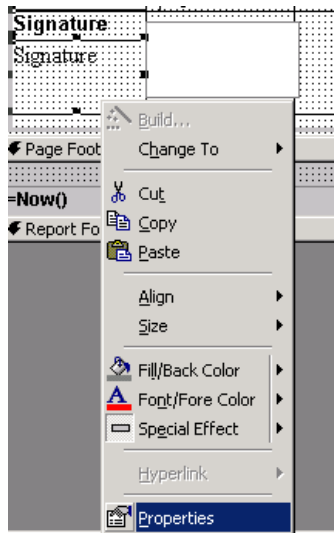 Signature
Signature
Build...
Page Foot
Change To
=Now()
Cut
Copy
Report Fo
Paste
Align
Size
Fill/Back Color
Font/Fore Color
Special Effect
Hyperlink
Properties